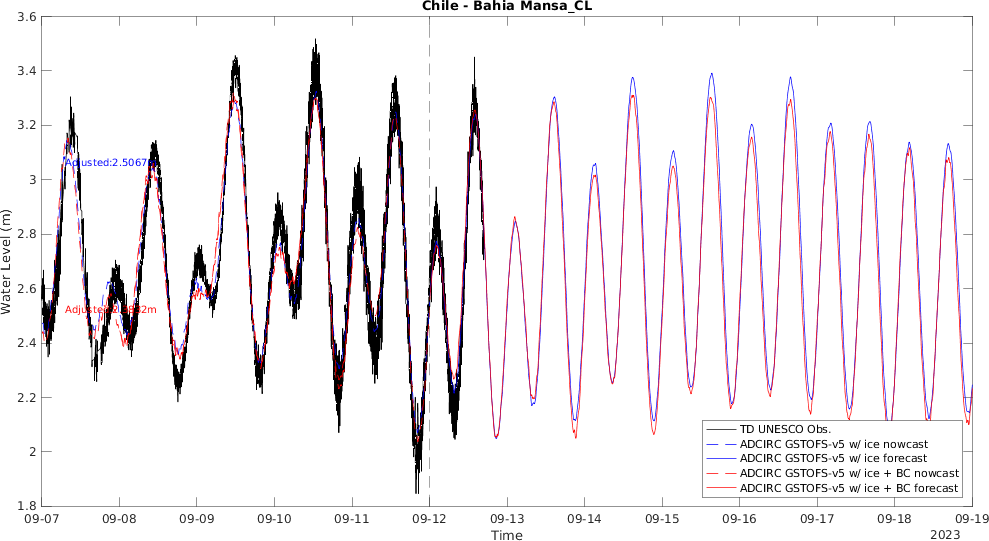 Chile - Bahia Mansa_CL
3.6
3.4
3.2
3
2.8
2.6
2.4
2.2
2
1.8
Water Level (m)
Adjusted:2.5067
TD UNESCO Obs.
ADCIRC GSTOFS-v5 w/ ice nowcast
ADCIRC GSTOFS-v5 w/ ice forecast
ADCIRC GSTOFS-v5 w/ ice + BC nowcast
ADCIRC GSTOFS-v5 w/ ice + BC forecast
09-07 09-08 09-09 09-10 09-11 09-12 09-13 09-14 09-15 09-16 09-17 09-18 09-19
Time
2023